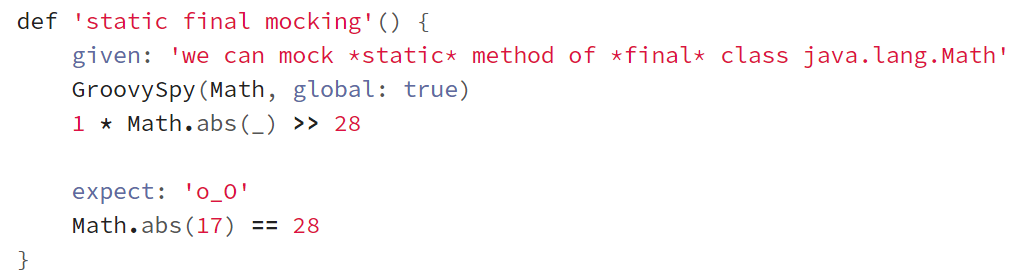 def 'static final mocking'() {
    given: 'we can mock *static* method of *final* class java.lang.Math'
    GroovySpy(Math, global: true)
    1 * Math.abs(_) >> 28
    expect: 'o_O'
    Math.abs(17) == 28
}